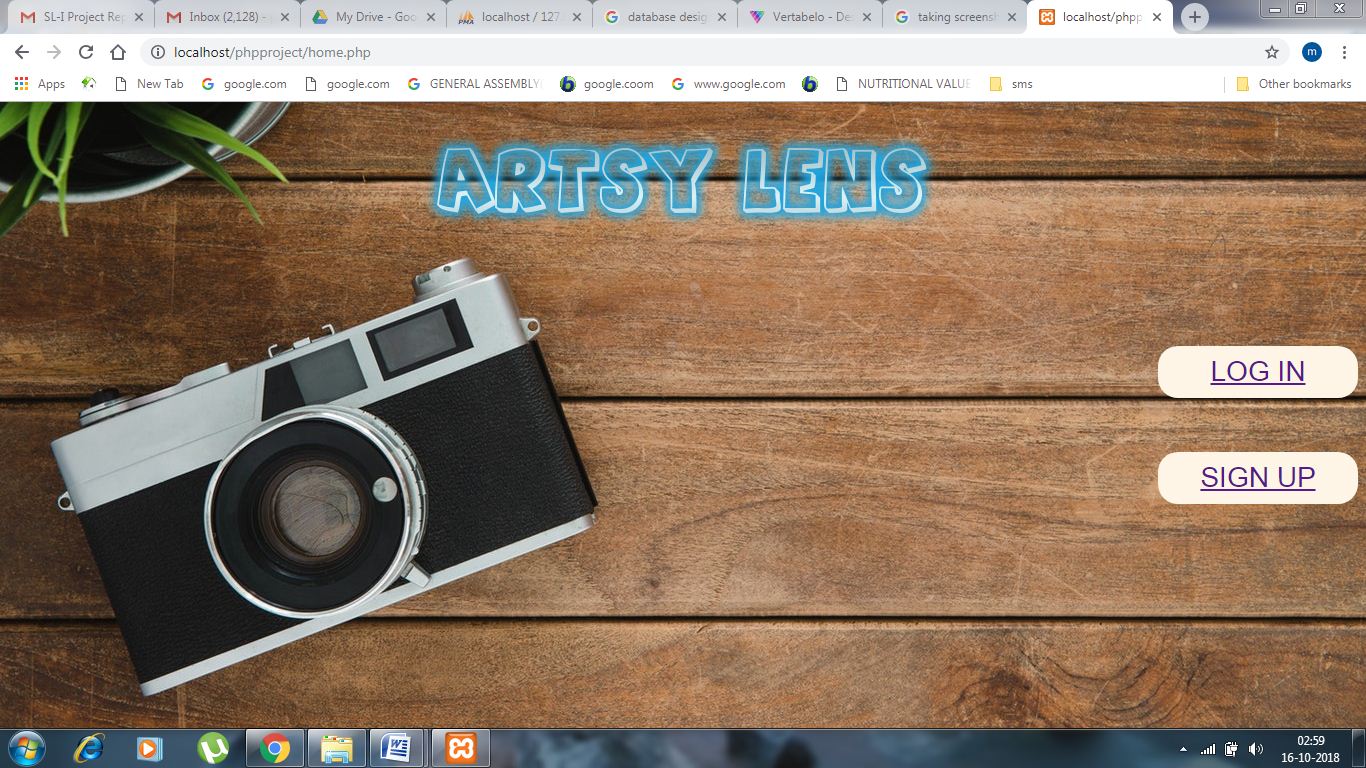 SL-I Project Rep
Inbox (2,128) -
My Drive - Goo
localhost / 127.
database desig
Vertabelo - De
taking screensh
localhost/phpp
localhost/phpproject/home.php
m
Apps
New Tab
google.com
google.com
GENERAL ASSEMBLY
google.coom
www.google.com
NUTRITIONAL VALUE
sms
Other bookmarks
ARTSY LENS
LOG IN
SIGN UP
02:59
16-10-2018